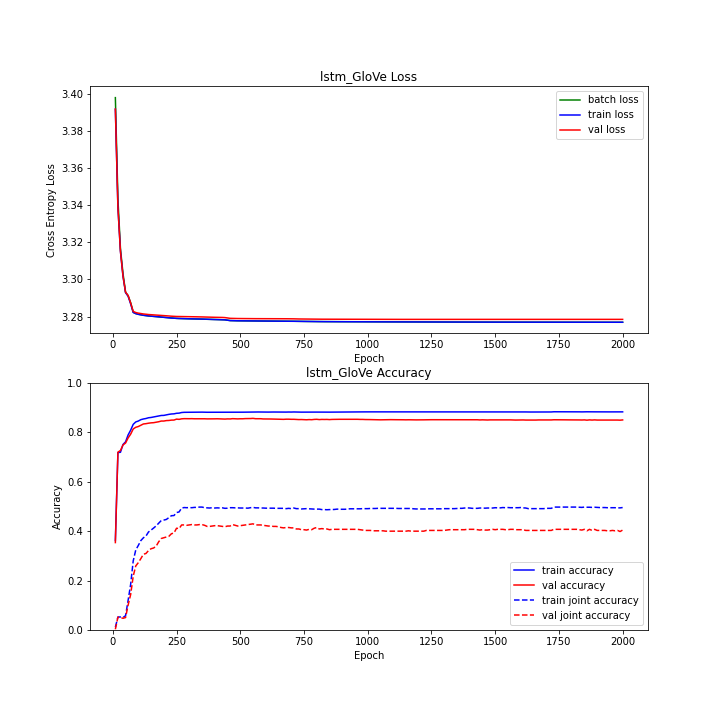 lstm_GloVe Loss
Cross Entropy Loss
3.40
3.38
3.36
3.34
3.32
3.30
3.28
batch loss
train loss
val loss
0 250 500 750 1000 1250 1500 1750 2000
Epoch
lstm_GloVe Accuracy
Accuracy
1.0
0.8
0.6
0.4
0.2
0.0
train accuracy
val accuracy
train joint accuracy
val joint accuracy
0 250 500 750 1000 1250 1500 1750 2000
Epoch